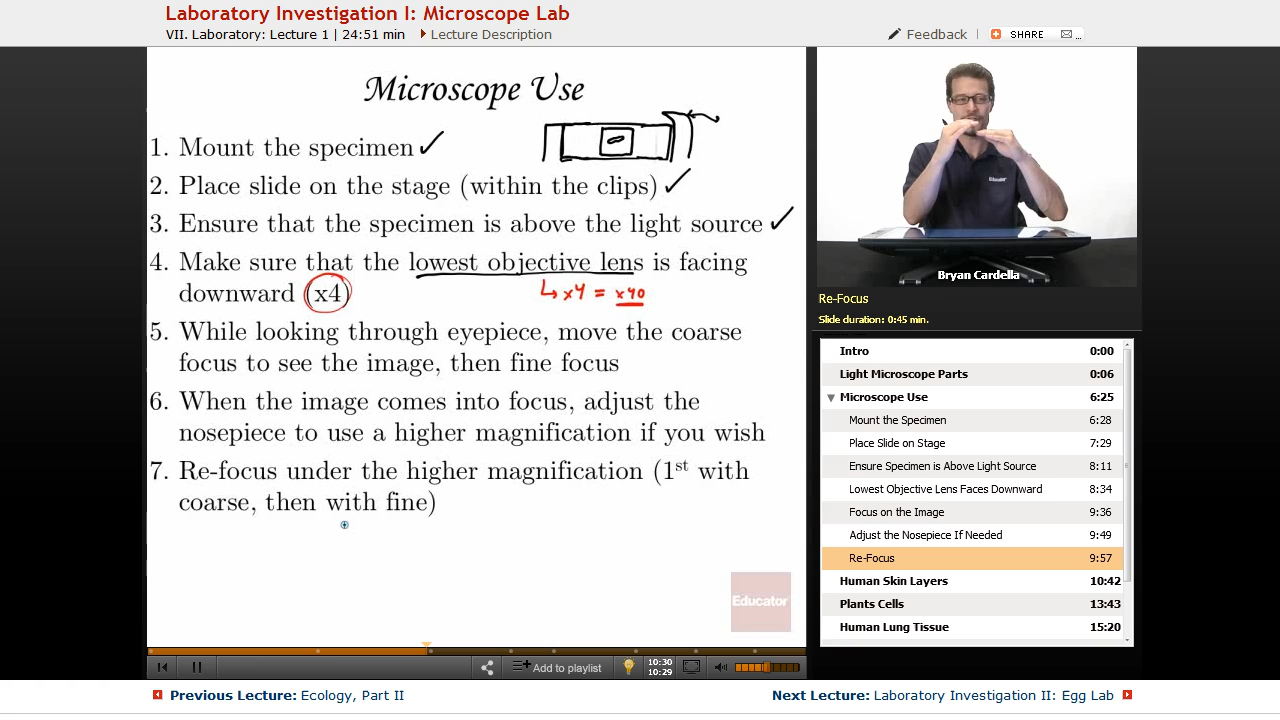 Laboratory Investigation I: Microscope Lab
VII. Laboratory: Lecture 1 | 24:51 min
Lecture Description
Feedback
SHARE
Microscope Use
1. Mount the specimen
2. Place slide on the stage (within the clips)
3. Ensure that the specimen is above the light source
4. Make sure that the lowest objective lens is facing
downward (x4)
x4 = x40
5. While looking through eyepiece, move the coarse
focus to see the image, then fine focus
6. When the image comes into focus, adjust the
nosepiece to use a higher magnification if you wish
7. Re-focus under the higher magnification (1st with
coarse, then with fine)
Educator
Educator
Bryan Cardella
Re-Focus
Slide duration: 0:45 min.
Intro 0:00
Light Microscope Parts 0:06
Microscope Use 6:25
Mount the Specimen 6:28
Place Slide on Stage 7:29
Ensure Specimen is Above Light Source 8:11
Lowest Objective Lens Faces Downward 8:34
Focus on the Image 9:36
Adjust the Nosepiece If Needed 9:49
Re-Focus 9:57
Human Skin Layers 10:42
Plants Cells 13:43
Human Lung Tissue 15:20
Add to playlist
10:30
10:29
Previous Lecture: Ecology, Part II
Next Lecture: Laboratory Investigation II: Egg Lab